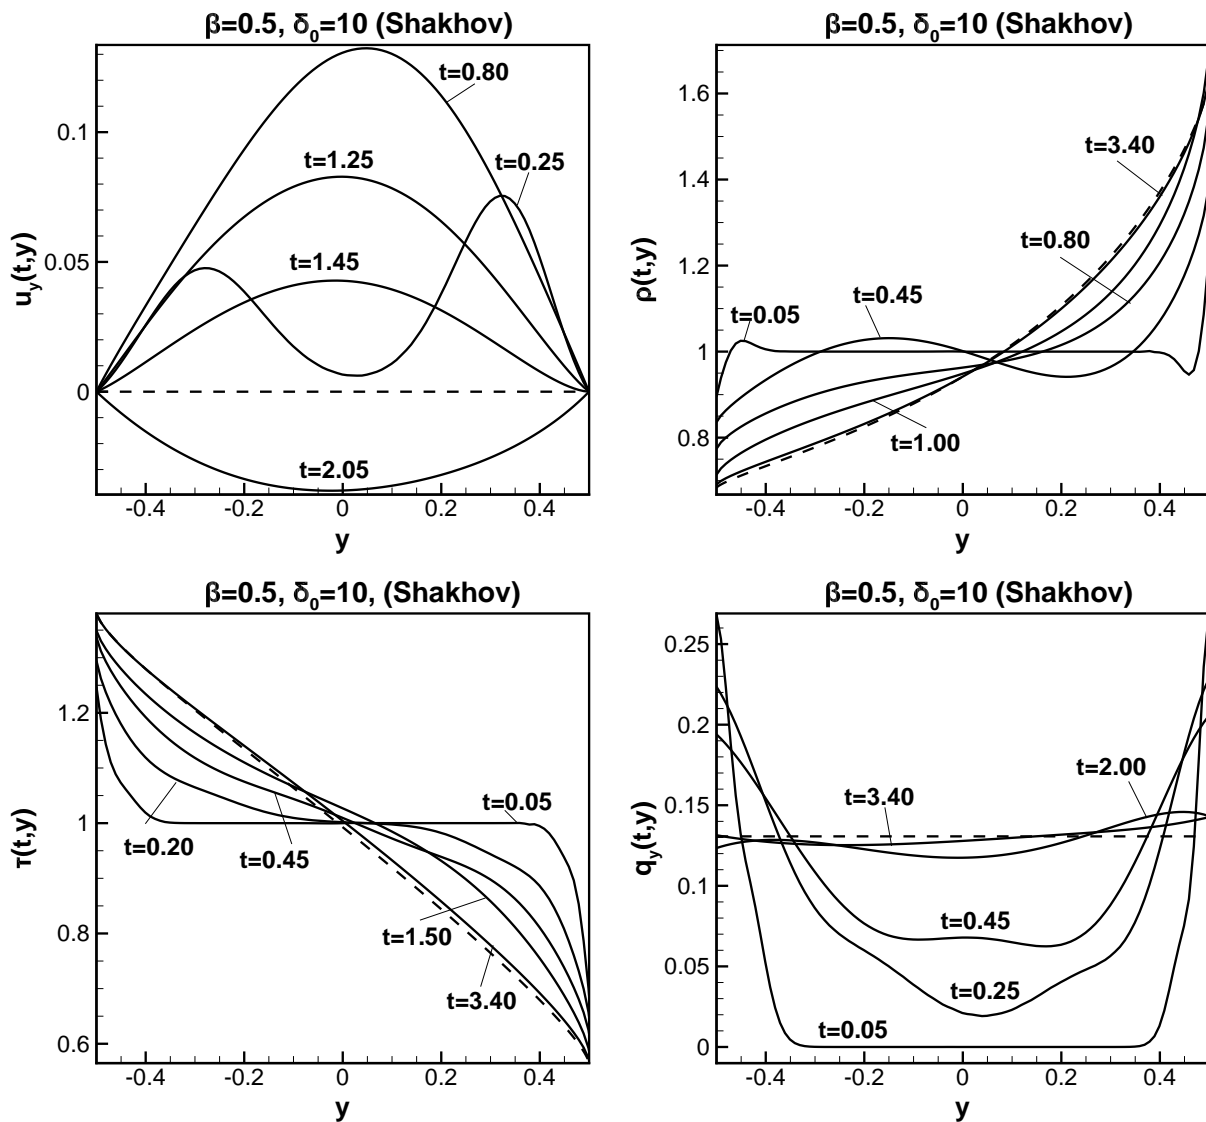 β=0.5, δ₀=10 (Shakhov)
u_y(t,y)
0.1
0.05
0
t=0.80
t=1.25
t=0.25
t=1.45
t=2.05
-0.4 -0.2 0 0.2 0.4
y
β=0.5, δ₀=10 (Shakhov)
ρ(t,y)
1.6
1.4
1.2
1
0.8
t=3.40
t=0.80
t=0.45
t=0.05
t=1.00
-0.4 -0.2 0 0.2 0.4
y
β=0.5, δ₀=10, (Shakhov)
τ(t,y)
1.2
1
0.8
0.6
t=0.05
t=0.20
t=0.45
t=1.50
t=3.40
-0.4 -0.2 0 0.2 0.4
y
β=0.5, δ₀=10 (Shakhov)
q_y(t,y)
0.25
0.2
0.15
0.1
0.05
0
t=2.00
t=3.40
t=0.45
t=0.25
t=0.05
-0.4 -0.2 0 0.2 0.4
y